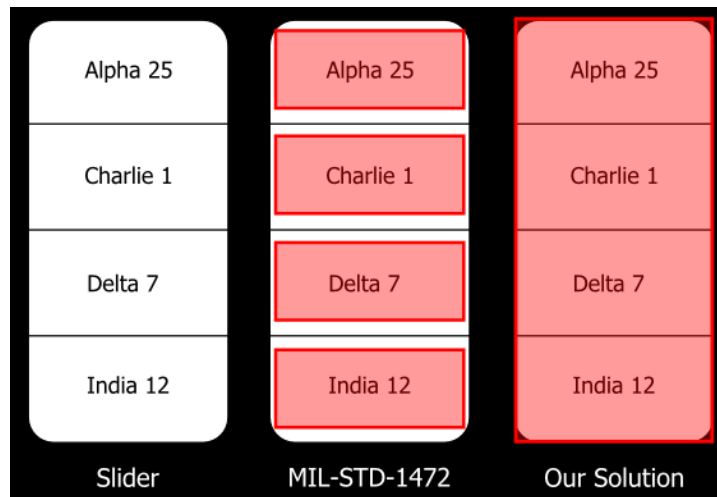 Alpha 25
Charlie 1
Delta 7
India 12
Slider
Alpha 25
Charlie 1
Delta 7
India 12
MIL-STD-1472
Alpha 25
Charlie 1
Delta 7
India 12
Our Solution